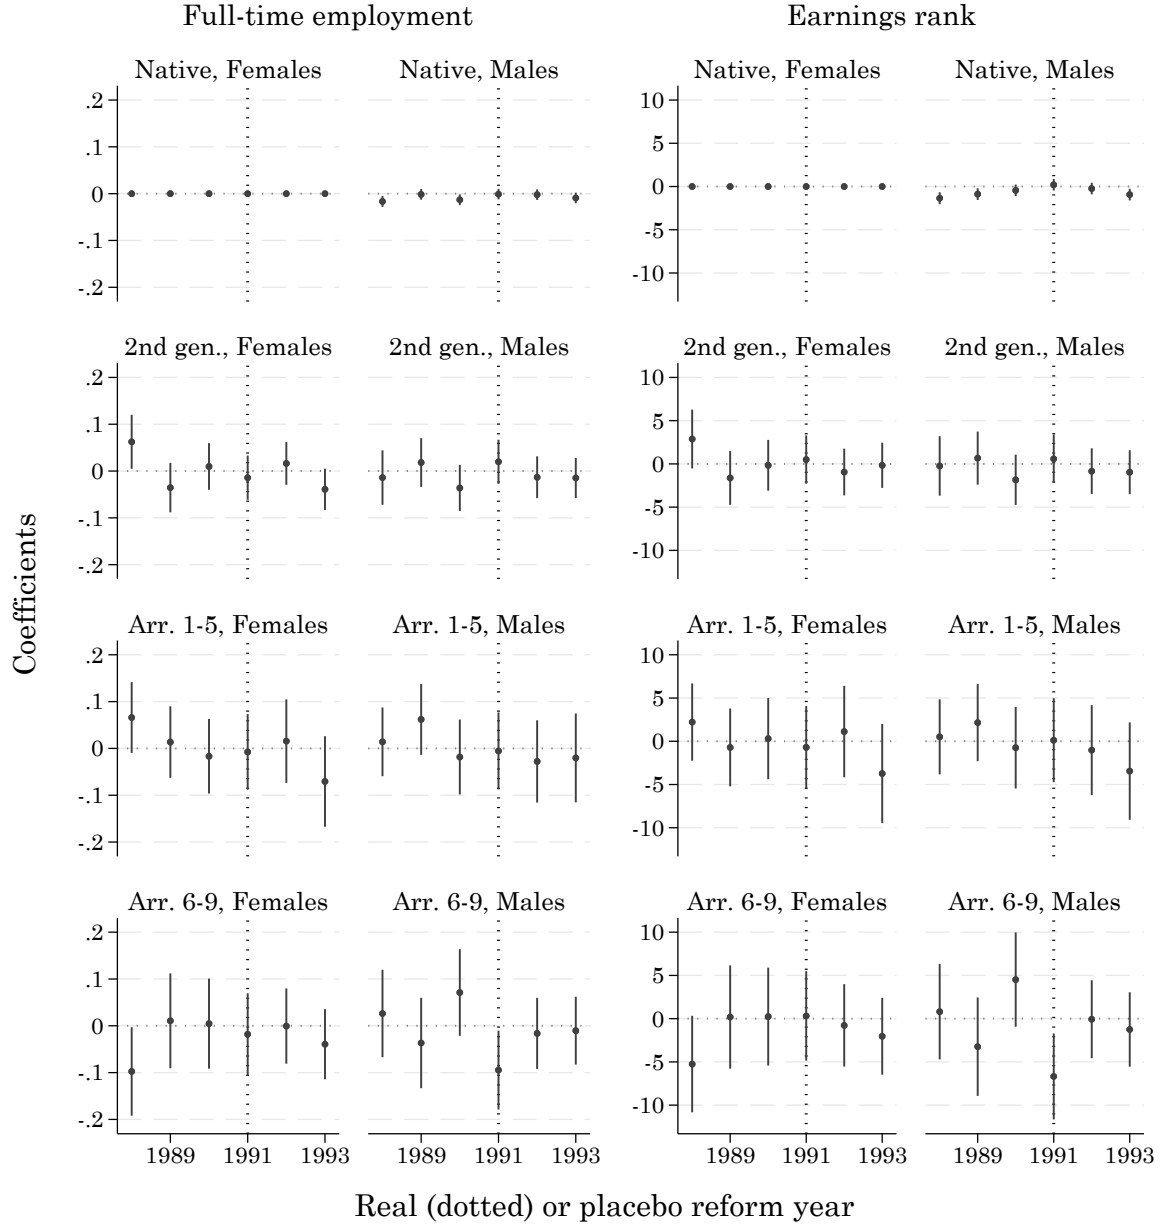 Full-time employment
Earnings rank
Native, Females
Native, Males
Native, Females
Native, Males
.2
.1
0
-.1
-.2
10
5
0
-5
-10
2nd gen., Females
2nd gen., Males
2nd gen., Females
2nd gen., Males
.2
.1
0
-.1
-.2
10
5
0
-5
-10
Coefficients
Arr. 1-5, Females
Arr. 1-5, Males
Arr. 1-5, Females
Arr. 1-5, Males
.2
.1
0
-.1
-.2
10
5
0
-5
-10
Arr. 6-9, Females
Arr. 6-9, Males
Arr. 6-9, Females
Arr. 6-9, Males
.2
.1
0
-.1
-.2
10
5
0
-5
-10
1989 1991 1993
1989 1991 1993
1989 1991 1993
1989 1991 1993
Real (dotted) or placebo reform year